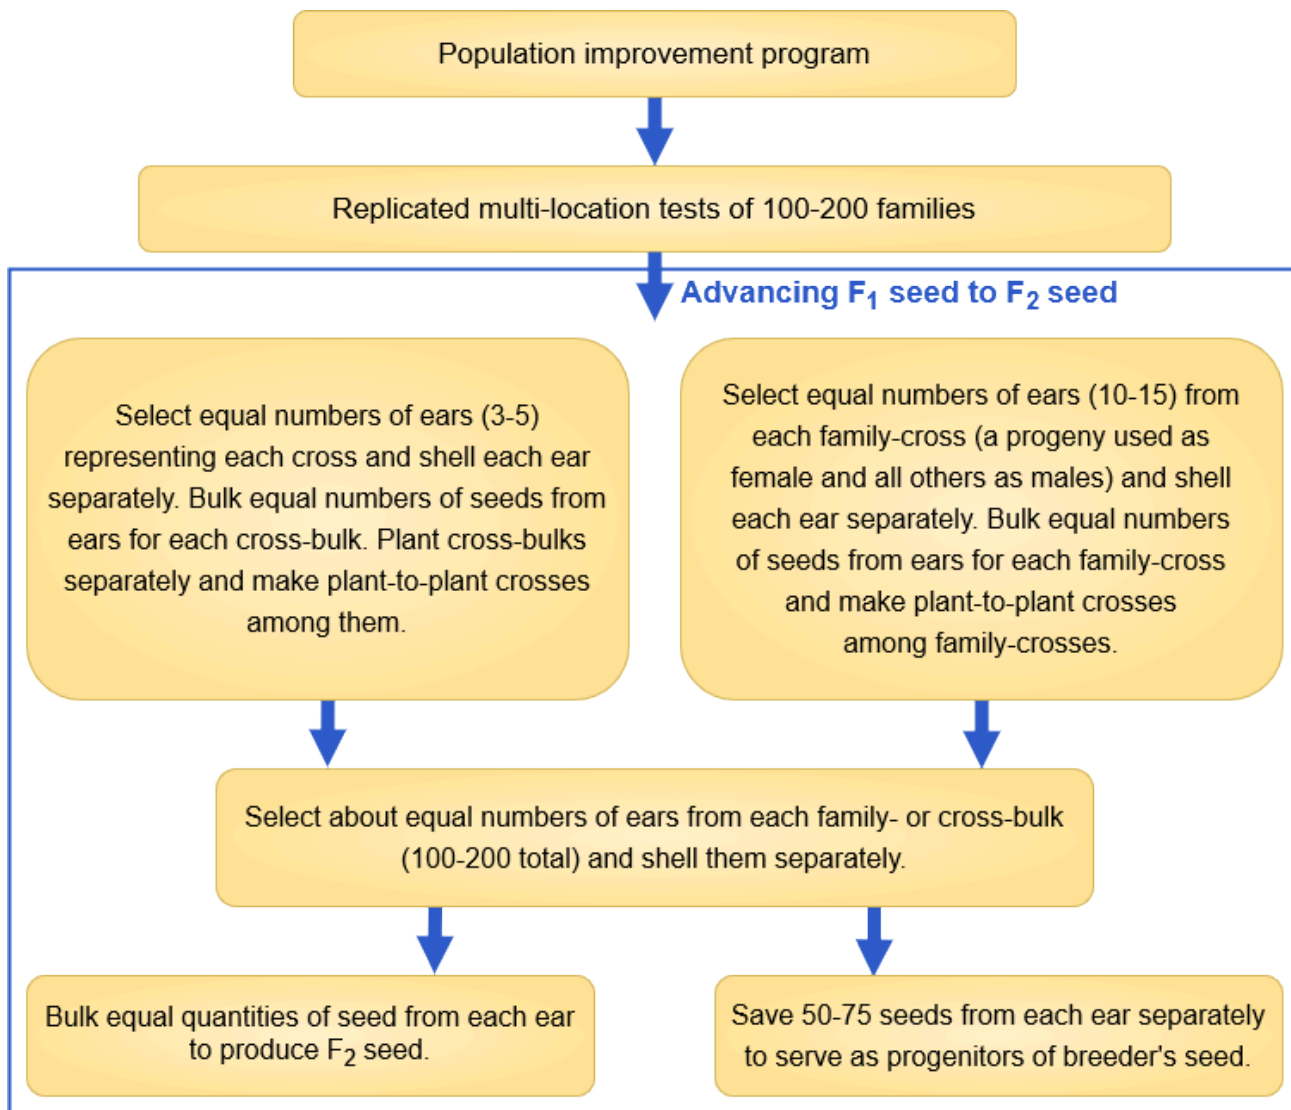 Population improvement program
Replicated multi-location tests of 100-200 families
Advancing F₁ seed to F₂ seed
Select equal numbers of ears (3-5)
representing each cross and shell each ear
separately. Bulk equal numbers of seeds from
ears for each cross-bulk. Plant cross-bulks
separately and make plant-to-plant crosses
among them.
Select equal numbers of ears (10-15) from
each family-cross (a progeny used as
female and all others as males) and shell
each ear separately. Bulk equal numbers
of seeds from ears for each family-cross
and make plant-to-plant crosses
among family-crosses.
Select about equal numbers of ears from each family- or cross-bulk
(100-200 total) and shell them separately.
Bulk equal quantities of seed from each ear
to produce F₂ seed.
Save 50-75 seeds from each ear separately
to serve as progenitors of breeder's seed.